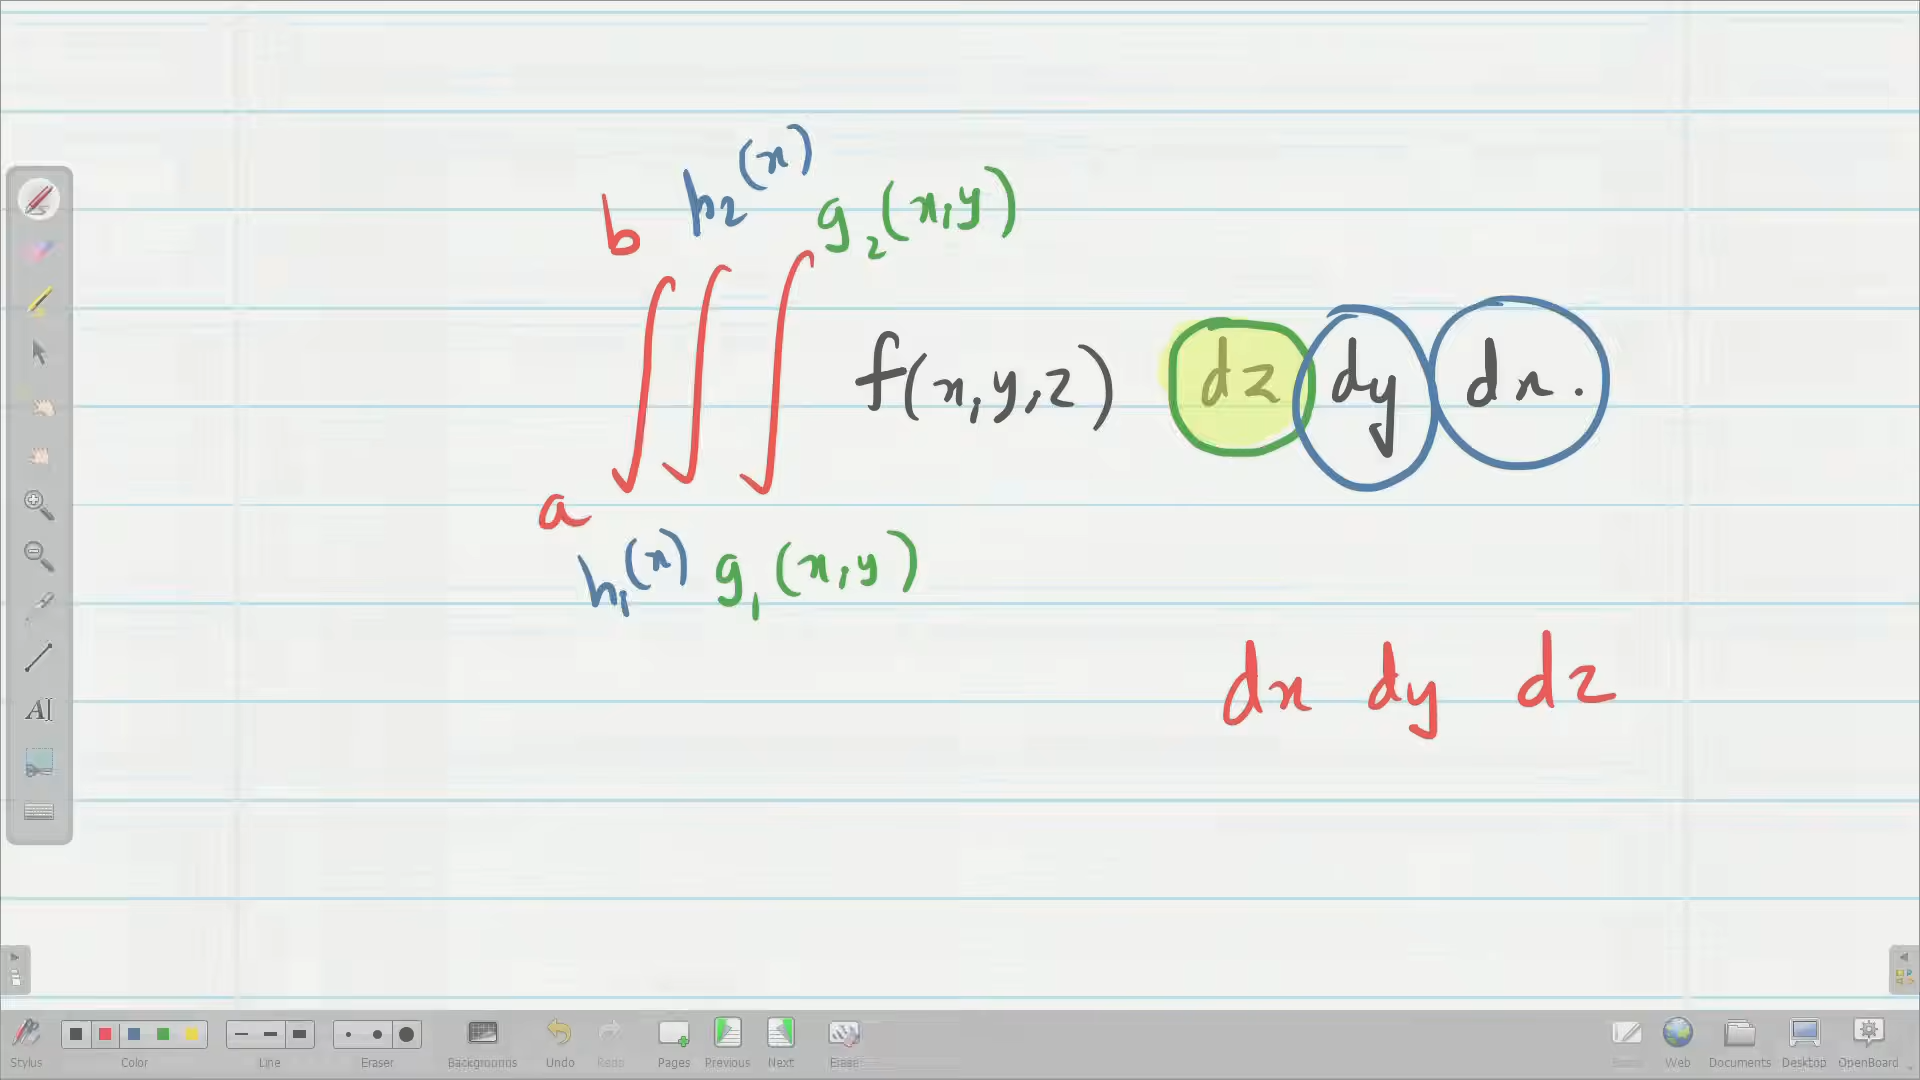 b h₂(x) g₂(x,y)
∫∫∫ f(x,y,z) dz dy dx.
a h₁(x) g₁(x,y)
dx dy dz
Stylus Color Line Eraser Backgrounds Undo Redo Pages Previous Next Erase Web Documents Desktop OpenBoard